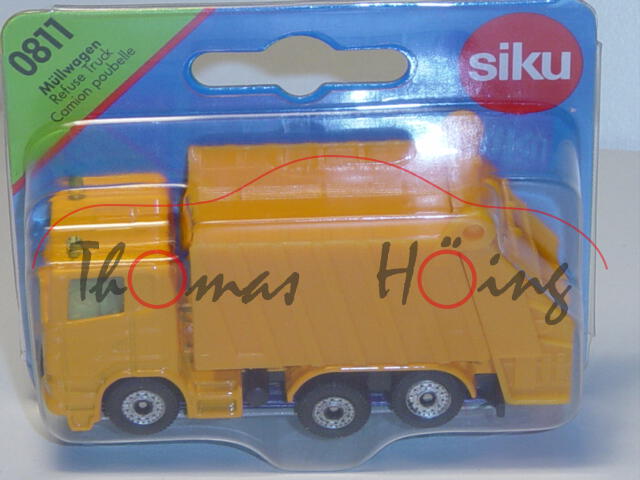 0811
Müllwagen
Refuse Truck
Camion poubelle
siku
Thomas Höing